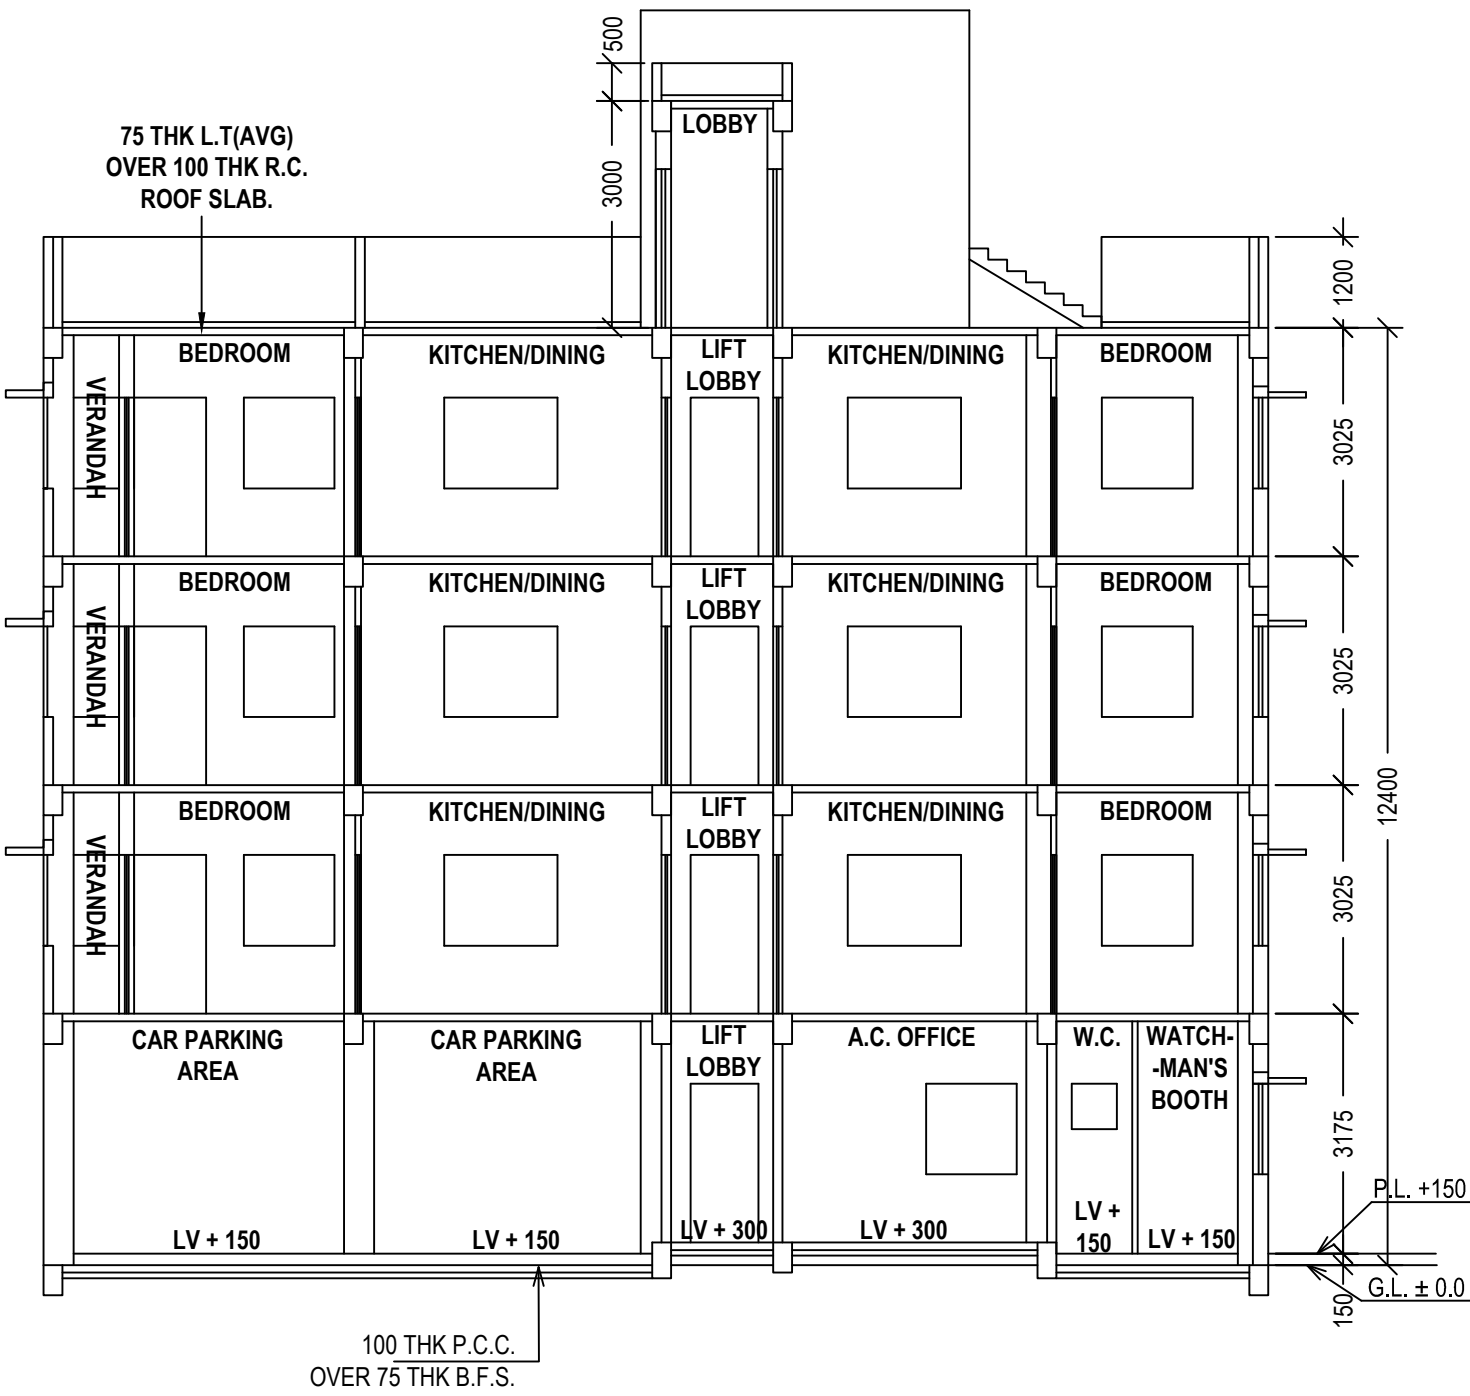 500
LOBBY
75 THK L.T(AVG)
OVER 100 THK R.C.
ROOF SLAB.
3000
1200
BEDROOM
KITCHEN/DINING
LIFT
LOBBY
KITCHEN/DINING
BEDROOM
VERANDAH
3025
BEDROOM
KITCHEN/DINING
LIFT
LOBBY
KITCHEN/DINING
BEDROOM
VERANDAH
3025
12400
BEDROOM
KITCHEN/DINING
LIFT
LOBBY
KITCHEN/DINING
BEDROOM
VERANDAH
3025
CAR PARKING
AREA
CAR PARKING
AREA
LIFT
LOBBY
A.C. OFFICE
W.C.
WATCH-
-MAN'S
BOOTH
3175
P.L. +150
LV + 150
LV + 150
LV + 300
LV + 300
LV +
150
LV + 150
G.L. ± 0.0
150
100 THK P.C.C.
OVER 75 THK B.F.S.